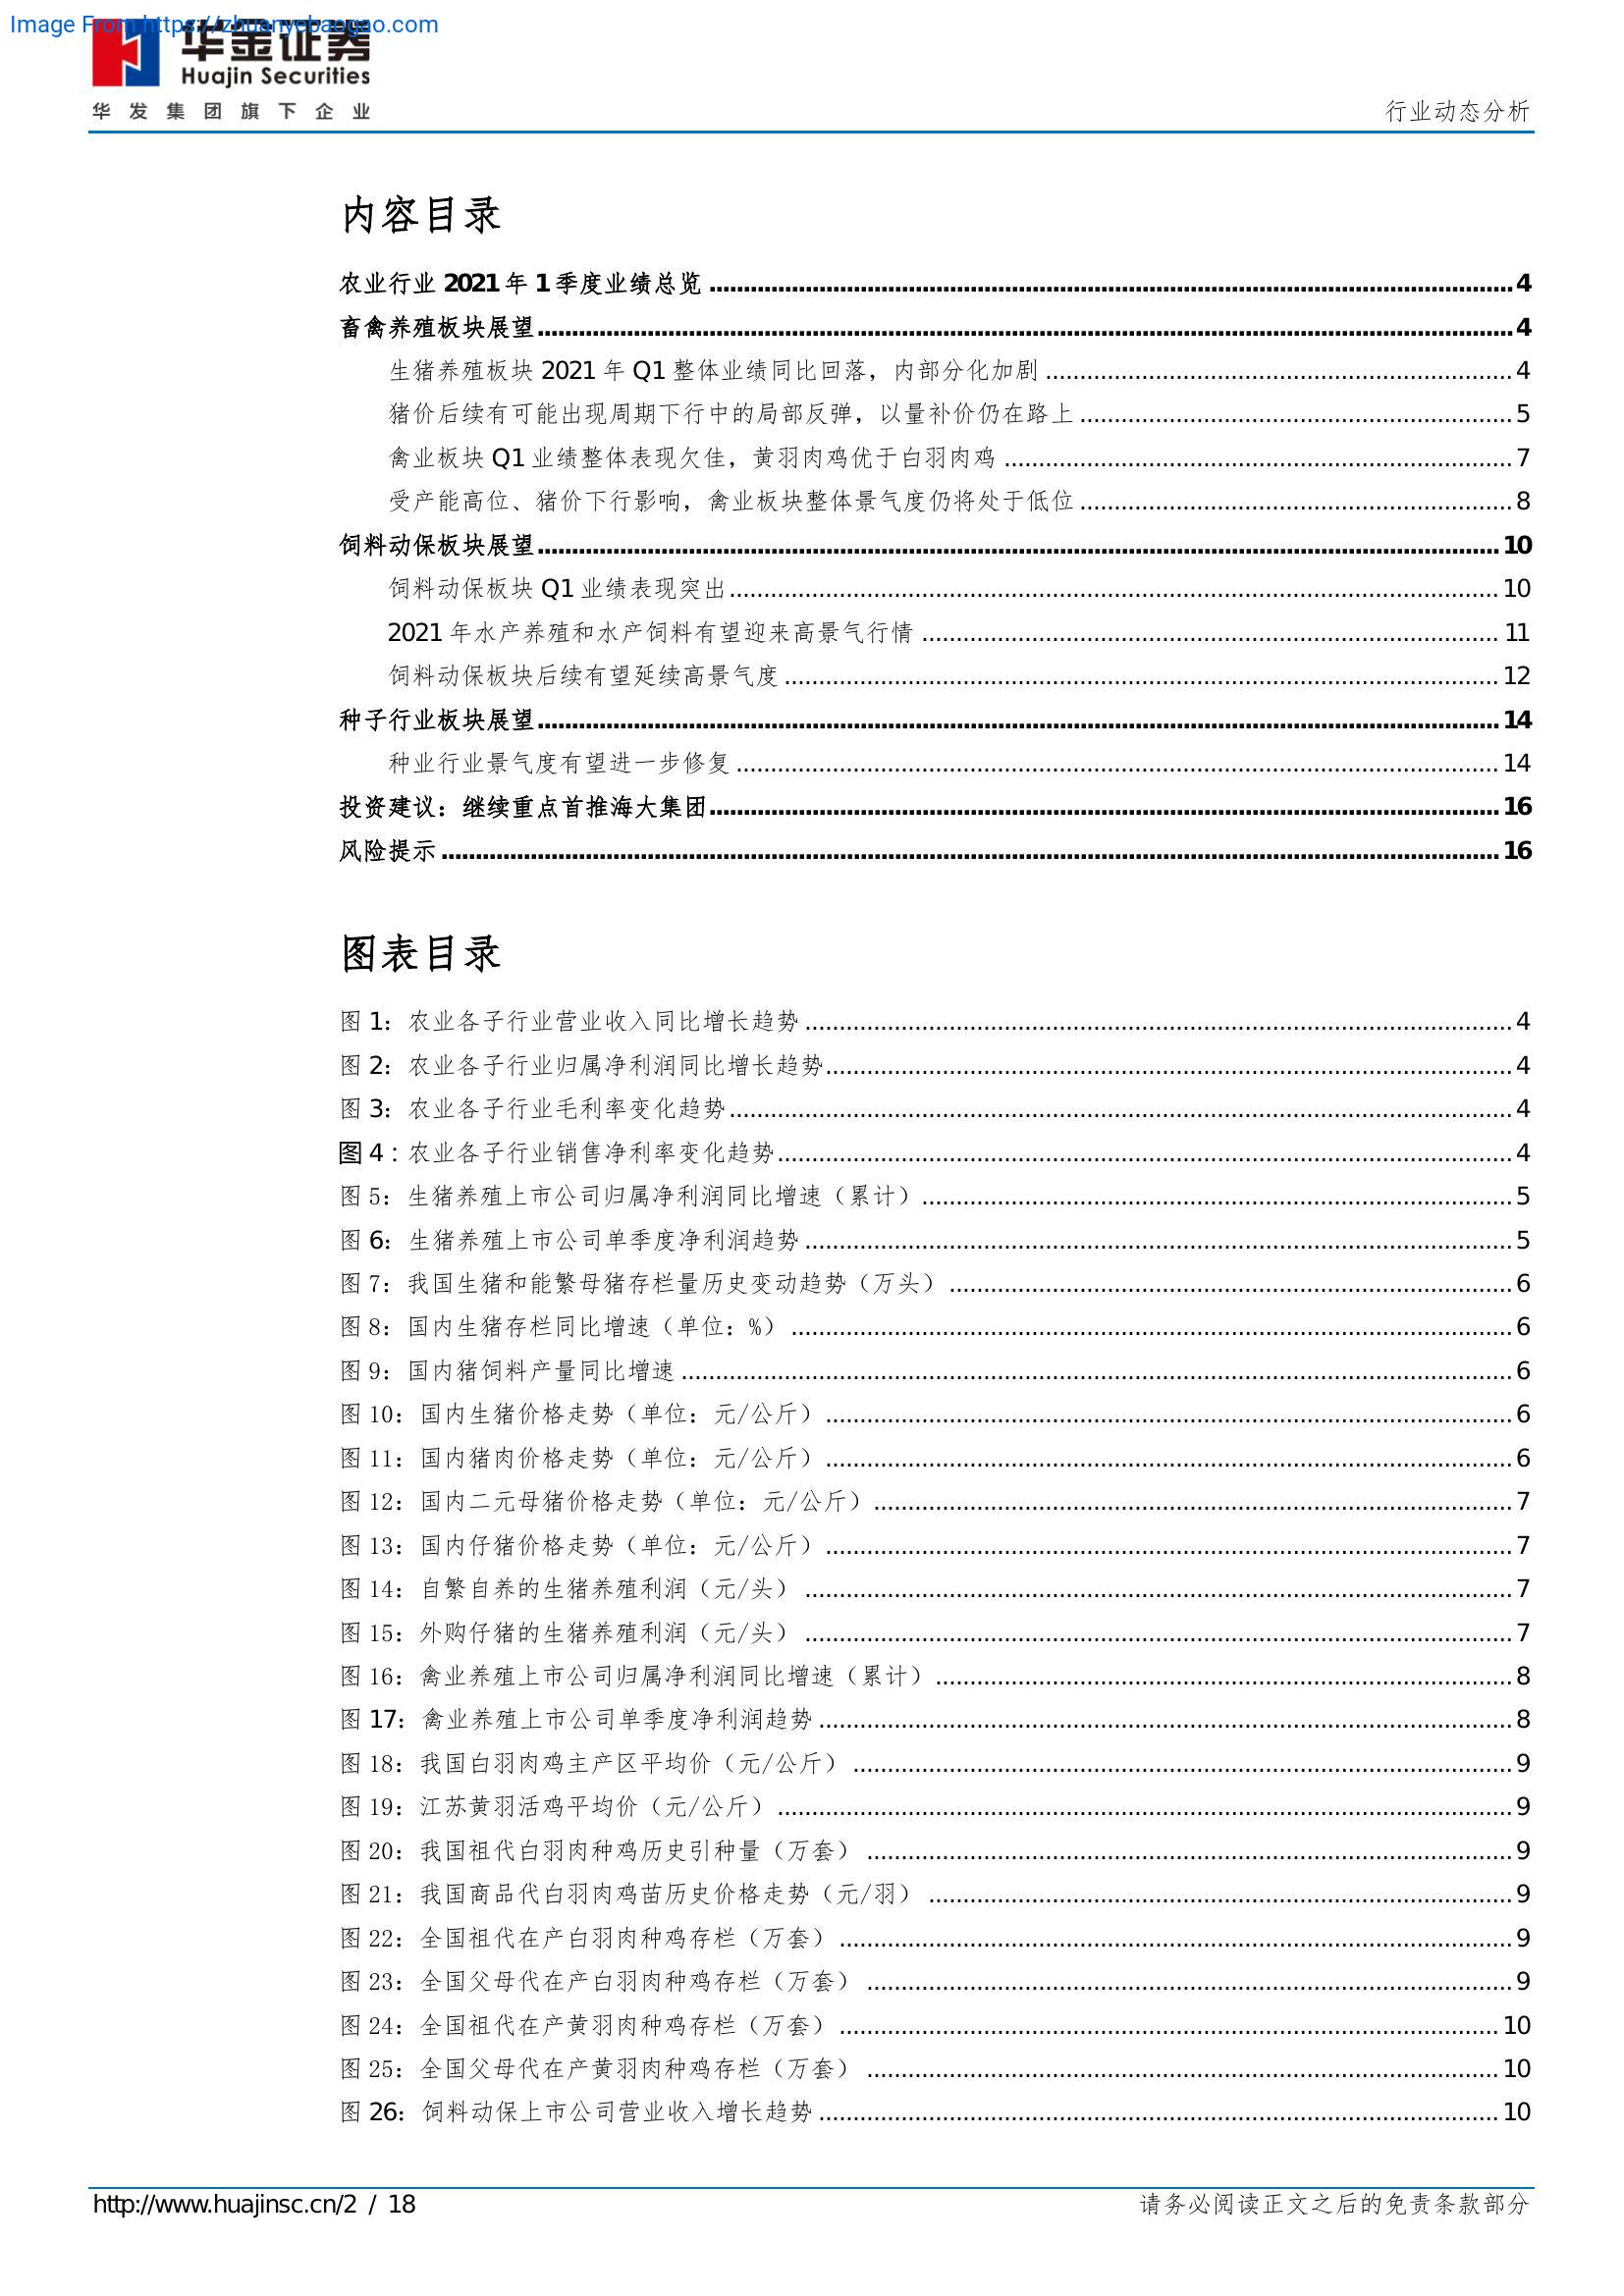 Image From https://zhuanyebaogao.com
华金证券
Huajin Securities
华发集团旗下企业
行业动态分析
内容目录
农业行业 2021 年 1 季度业绩总览 4
畜禽养殖板块展望 4
生猪养殖板块 2021 年 Q1 整体业绩同比回落，内部分化加剧 4
猪价后续有可能出现周期下行中的局部反弹，以量补价仍在路上 5
禽业板块 Q1 业绩整体表现欠佳，黄羽肉鸡优于白羽肉鸡 7
受产能高位、猪价下行影响，禽业板块整体景气度仍将处于低位 8
饲料动保板块展望 10
饲料动保板块 Q1 业绩表现突出 10
2021 年水产养殖和水产饲料有望迎来高景气行情 11
饲料动保板块后续有望延续高景气度 12
种子行业板块展望 14
种业行业景气度有望进一步修复 14
投资建议：继续重点首推海大集团 16
风险提示 16
图表目录
图 1：农业各子行业营业收入同比增长趋势 4
图 2：农业各子行业归属净利润同比增长趋势 4
图 3：农业各子行业毛利率变化趋势 4
图 4：农业各子行业销售净利率变化趋势 4
图 5：生猪养殖上市公司归属净利润同比增速（累计） 5
图 6：生猪养殖上市公司单季度净利润趋势 5
图 7：我国生猪和能繁母猪存栏量历史变动趋势（万头） 6
图 8：国内生猪存栏同比增速（单位：%） 6
图 9：国内猪饲料产量同比增速 6
图 10：国内生猪价格走势（单位：元/公斤） 6
图 11：国内猪肉价格走势（单位：元/公斤） 6
图 12：国内二元母猪价格走势（单位：元/公斤） 7
图 13：国内仔猪价格走势（单位：元/公斤） 7
图 14：自繁自养的生猪养殖利润（元/头） 7
图 15：外购仔猪的生猪养殖利润（元/头） 7
图 16：禽业养殖上市公司归属净利润同比增速（累计） 8
图 17：禽业养殖上市公司单季度净利润趋势 8
图 18：我国白羽肉鸡主产区平均价（元/公斤） 9
图 19：江苏黄羽活鸡平均价（元/公斤） 9
图 20：我国祖代白羽肉种鸡历史引种量（万套） 9
图 21：我国商品代白羽肉鸡苗历史价格走势（元/羽） 9
图 22：全国祖代在产白羽肉种鸡存栏（万套） 9
图 23：全国父母代在产白羽肉种鸡存栏（万套） 9
图 24：全国祖代在产黄羽肉种鸡存栏（万套） 10
图 25：全国父母代在产黄羽肉种鸡存栏（万套） 10
图 26：饲料动保上市公司营业收入增长趋势 10
http://www.huajinsc.cn/2 / 18
请务必阅读正文之后的免责条款部分